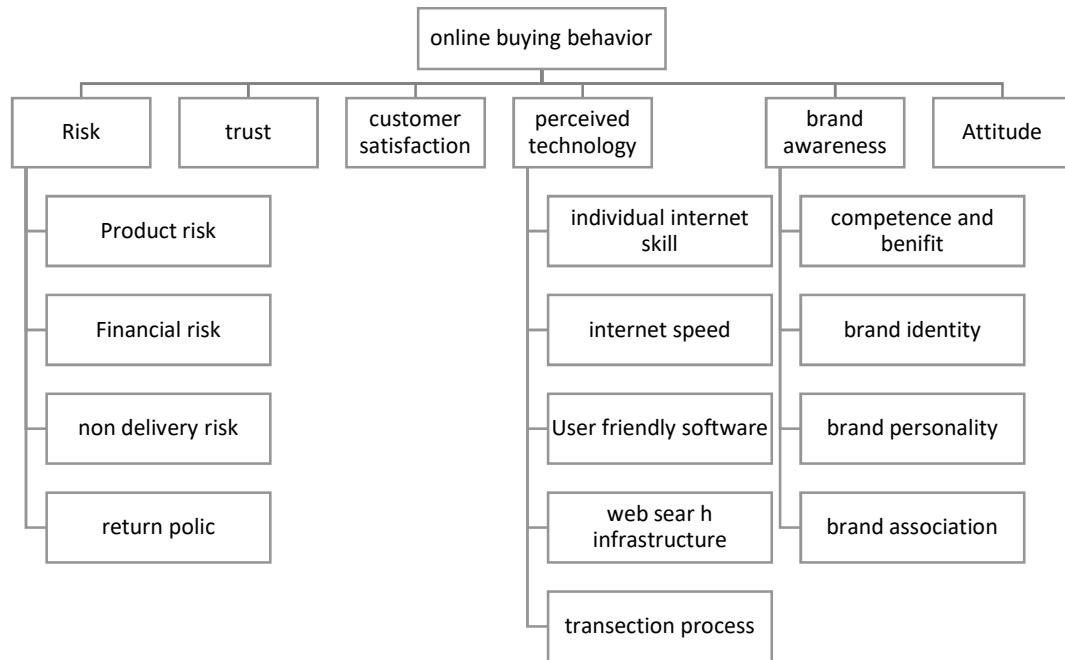 online buying behavior
Risk
trust
customer
satisfaction
perceived
technology
brand
awareness
Attitude
Product risk
Financial risk
non delivery risk
return polic
individual internet
skill
internet speed
User friendly software
web sear h
infrastructure
transection process
competence and
benifit
brand identity
brand personality
brand association